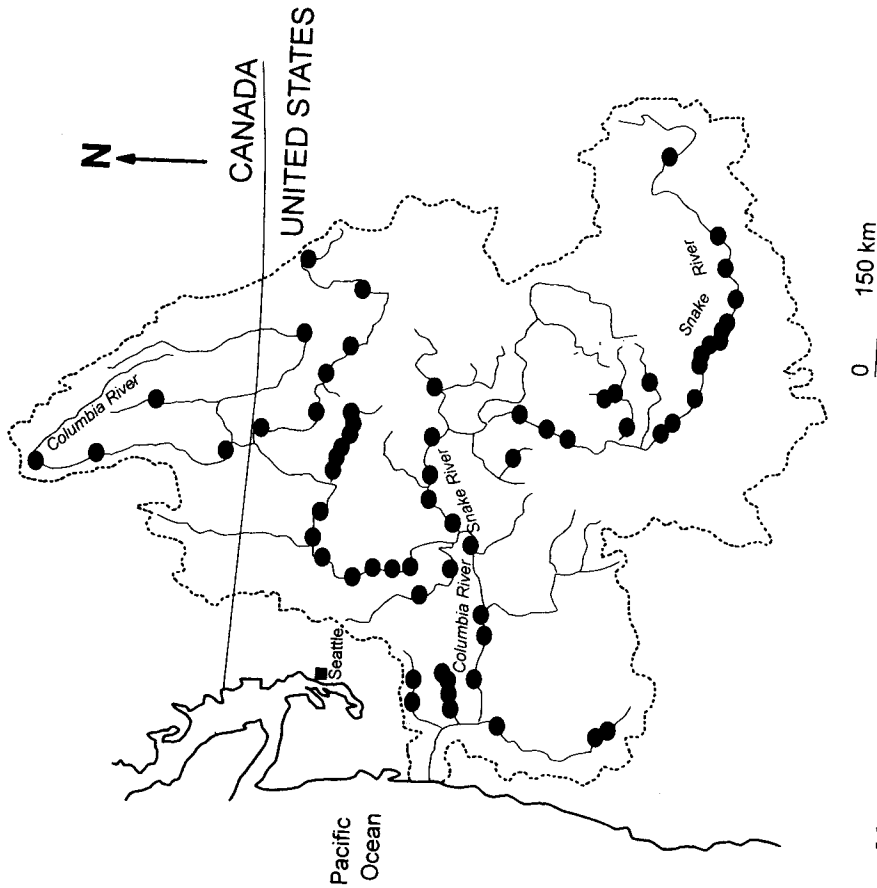 N
CANADA
UNITED STATES
Columbia River
Seattle
Snake River
Columbia River
Snake River
Pacific
Ocean
0 150 km